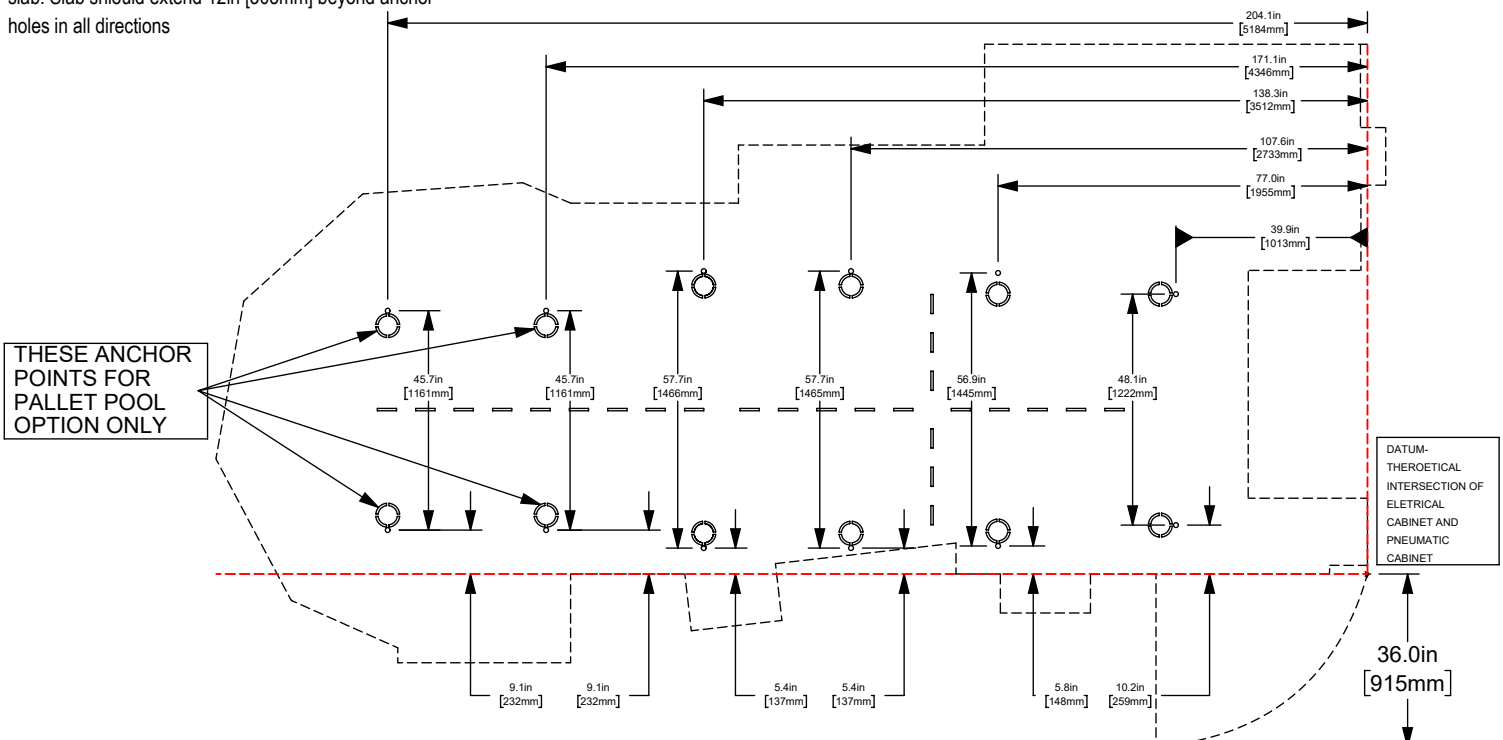 slab. Slab should extend 12in [305mm] beyond anchor
holes in all directions
204.1in
[5184mm]
171.1in
[4346mm]
138.3in
[3512mm]
107.6in
[2733mm]
77.0in
[1955mm]
39.9in
[1013mm]
THESE ANCHOR
POINTS FOR
PALLET POOL
OPTION ONLY
45.7in
[1161mm]
45.7in
[1161mm]
57.7in
[1466mm]
57.7in
[1465mm]
56.9in
[1445mm]
48.1in
[1222mm]
DATUM-
THEROETICAL
INTERSECTION OF
ELETRICAL
CABINET AND
PNEUMATIC
CABINET
9.1in
[232mm]
9.1in
[232mm]
5.4in
[137mm]
5.4in
[137mm]
5.8in
[148mm]
10.2in
[259mm]
36.0in
[915mm]